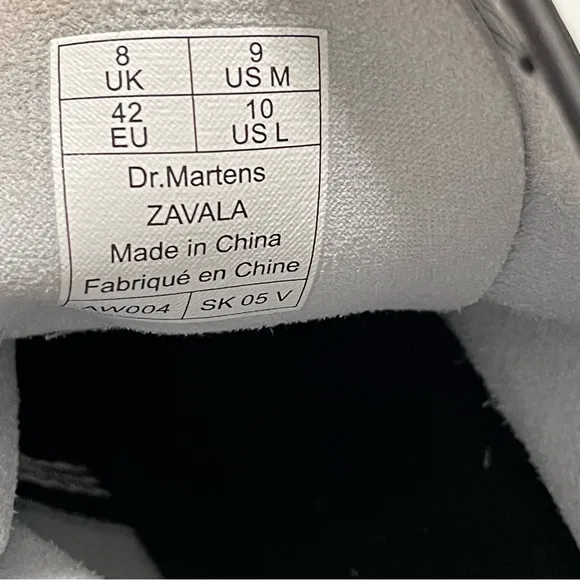 8 UK
9 US M
42 EU
10 US L
Dr.Martens
ZAVALA
Made in China
Fabriqué en Chine
AW004 SK 05 V